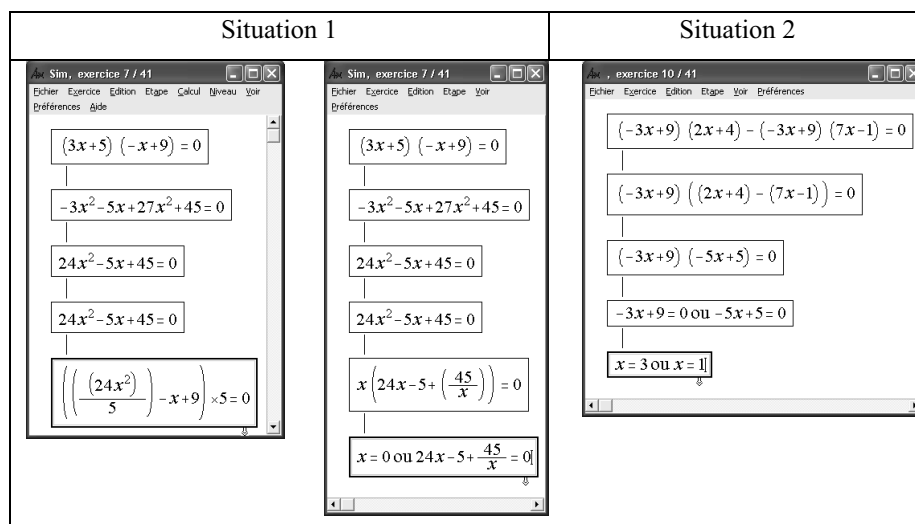 Situation 1
Situation 2
Sim, exercice 7 / 41
Fichier Exercice Edition Etape Calcul Niveau Voir
Préférences Aide
(3x+5) (-x+9) = 0
-3x²-5x+27x²+45=0
24x²-5x+45=0
24x²-5x+45=0
(((24x²)/5)-x+9)×5=0
Sim, exercice 7 / 41
Fichier Exercice Edition Etape Voir
Préférences
(3x+5) (-x+9) = 0
-3x²-5x+27x²+45=0
24x²-5x+45=0
24x²-5x+45=0
x(24x-5+(45/x))=0
x=0 ou 24x-5+45/x=0
, exercice 10 / 41
Fichier Exercice Edition Etape Voir Préférences
(-3x+9) (2x+4) - (-3x+9) (7x-1) = 0
(-3x+9) ((2x+4) - (7x-1)) = 0
(-3x+9) (-5x+5) = 0
-3x+9=0 ou -5x+5=0
x=3 ou x=1